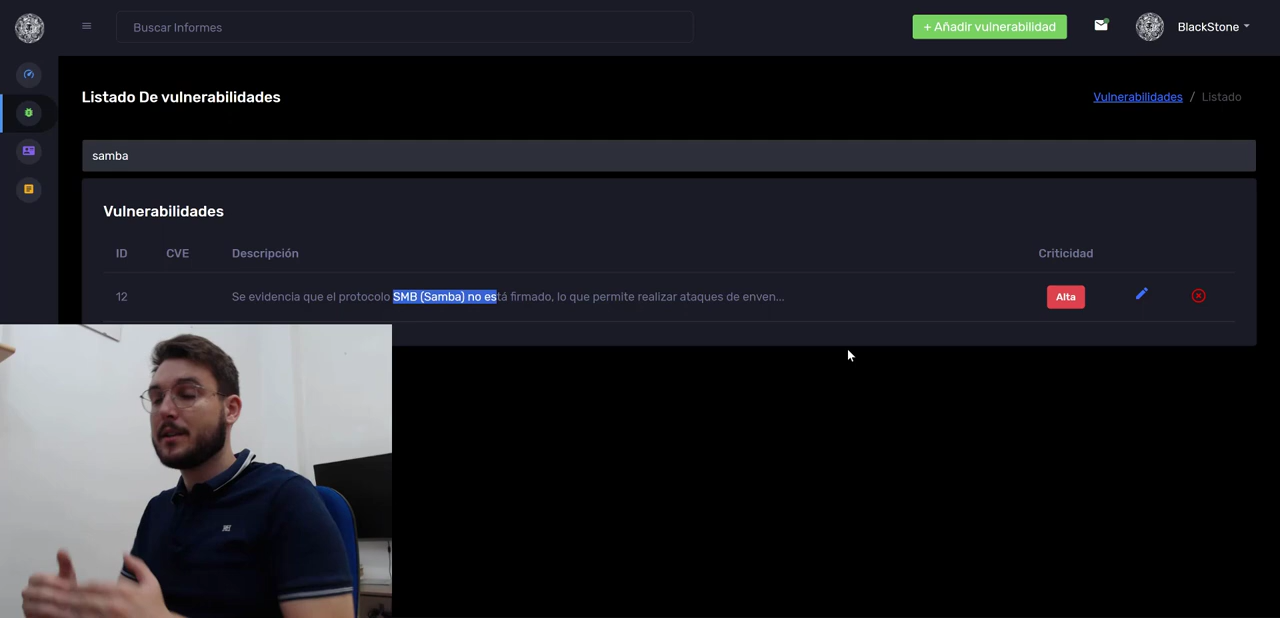 Buscar Informes
+ Añadir vulnerabilidad
BlackStone
Listado De vulnerabilidades
Vulnerabilidades / Listado
samba
Vulnerabilidades
ID CVE Descripción Criticidad
12 Se evidencia que el protocolo SMB (Samba) no está firmado, lo que permite realizar ataques de enven... Alta